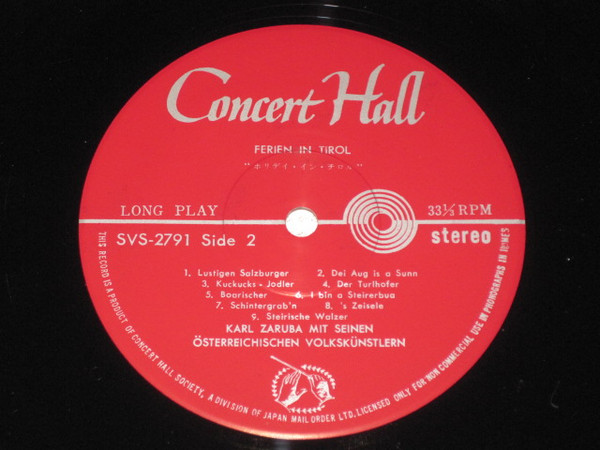 Concert Hall
FERIEN IN TIROL
"ホリデイ・イン・チロル"
LONG PLAY 33⅓ RPM
SVS-2791 Side 2 stereo
1. Lustigen Salzburger 2. Dei Aug is a Sunn
3. Kuckucks-Jodler 4. Der Turlhofer
5. Boarischer 6. I bin a Steirerbua
7. Schintergrab'n 8. 's Zeisele
9. Steirische Walzer
KARL ZARUBA MIT SEINEN
ÖSTERREICHISCHEN VOLKSKÜNSTLERN
THIS RECORD IS A PRODUCT OF CONCERT HALL SOCIETY, A DIVISION OF JAPAN MAIL ORDER LTD. LICENSED ONLY FOR NON COMMERCIAL USE IN PHONOGRAPHS IN HOMES